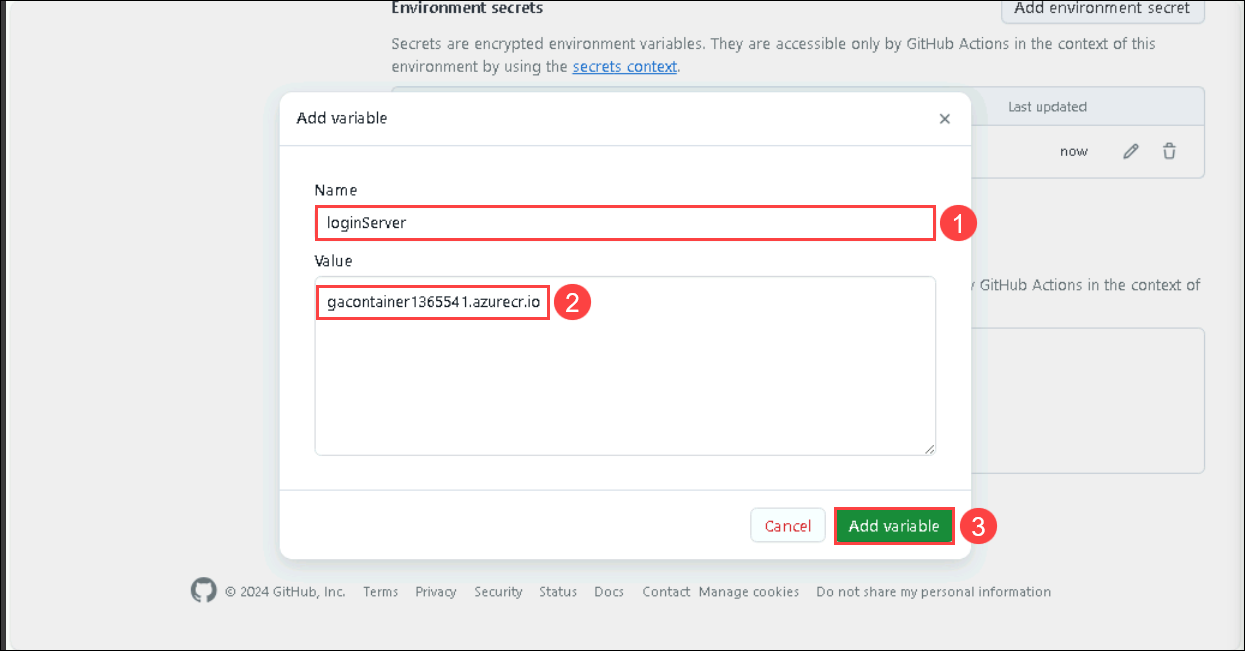 Environment secrets
Add environment secret
Secrets are encrypted environment variables. They are accessible only by GitHub Actions in the context of this
environment by using the secrets context.
Last updated
now
Add variable
Name
loginServer
1
Value
gacontainer1365541.azurecr.io
2
GitHub Actions in the context of
Cancel
Add variable
3
© 2024 GitHub, Inc. Terms Privacy Security Status Docs Contact Manage cookies Do not share my personal information